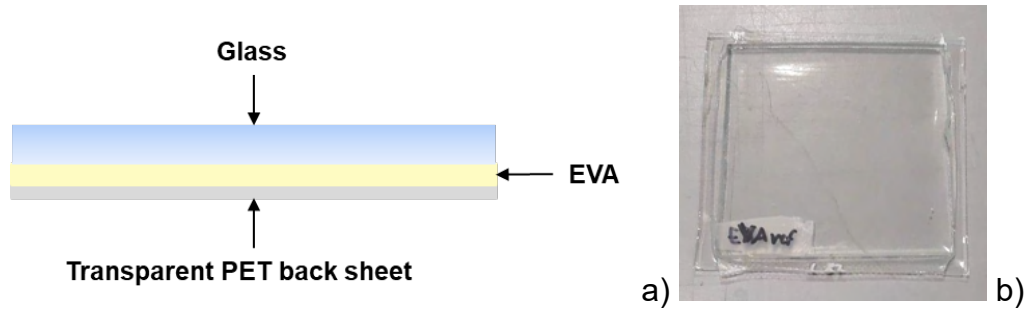 Glass
EVA
Transparent PET back sheet
a)
EVA ref
b)